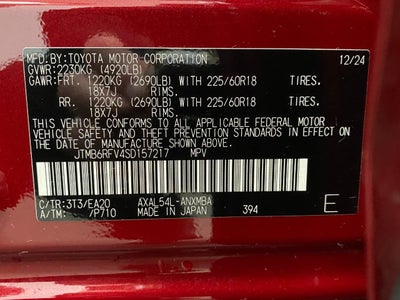 MFD.BY:TOYOTA MOTOR CORPORATION 12/24
GVWR:2230KG (4920LB)
GAWR:FRT. 1220KG (2690LB) 225/60R18 TIRES.
18X7J RIMS.
RR. 1220KG (2690LB) 225/60R18 TIRES.
18X7J RIMS.
THIS VEHICLE CONFORMS TO ALL APPLICABLE FEDERAL MOTOR
VEHICLE SAFETY AND THEFT PREVENTION STANDARDS IN EFFECT ON
THE DATE OF MANUFACTURE SHOWN ABOVE.
JTMB6RFV4SD157217 MPV
C/TR:3T3/EA20 AXAL54L-ANXMBA E
A/TM: /P710 MADE IN JAPAN 394